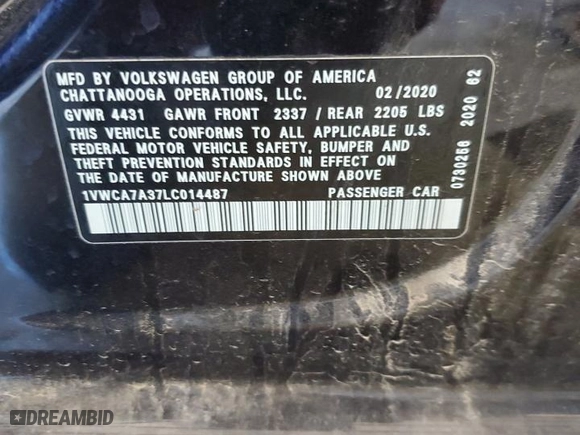 MFD BY VOLKSWAGEN GROUP OF AMERICA
CHATTANOOGA OPERATIONS, LLC. 02/2020
GVWR 4431 GAWR FRONT 2337 / REAR 2205 LBS
THIS VEHICLE CONFORMS TO ALL APPLICABLE U.S.
FEDERAL MOTOR VEHICLE SAFETY, BUMPER AND
THEFT PREVENTION STANDARDS IN EFFECT ON
THE DATE OF MANUFACTURE SHOWN ABOVE
1VWCA7A37LC014487 PASSENGER CAR
0730256 2020 62
DREAMBID